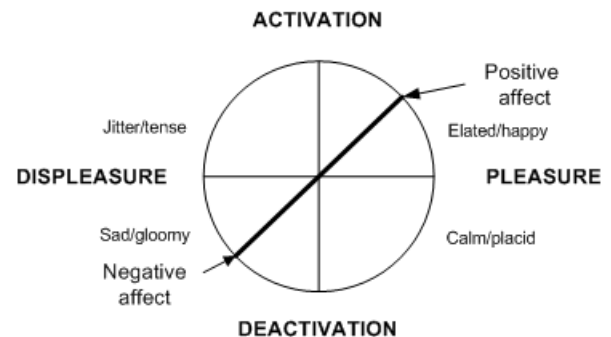 ACTIVATION
Positive
affect
Jitter/tense
Elated/happy
DISPLEASURE
PLEASURE
Sad/gloomy
Calm/placid
Negative
affect
DEACTIVATION